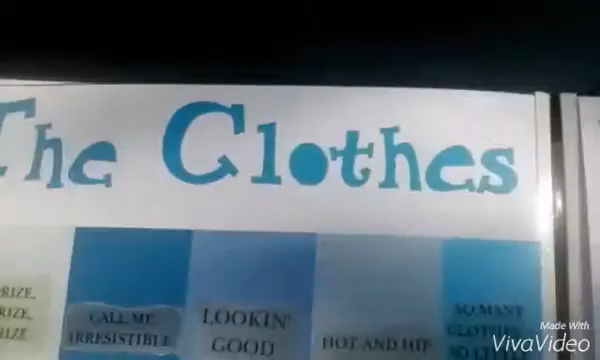 The Clothes
CALL ME
IRRESISTIBLE
LOOKIN'
GOOD
HOT AND HIP
SO MANY
Made With
VivaVideo